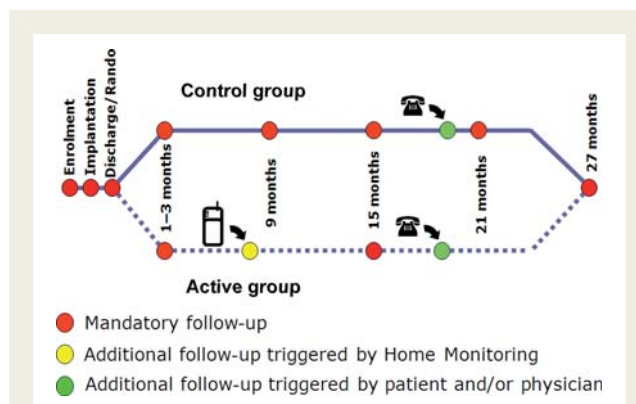 Control group
Enrolment
Implantation
Discharge/Rando
1–3 months
9 months
15 months
21 months
27 months
Active group
Mandatory follow-up
Additional follow-up triggered by Home Monitoring
Additional follow-up triggered by patient and/or physician